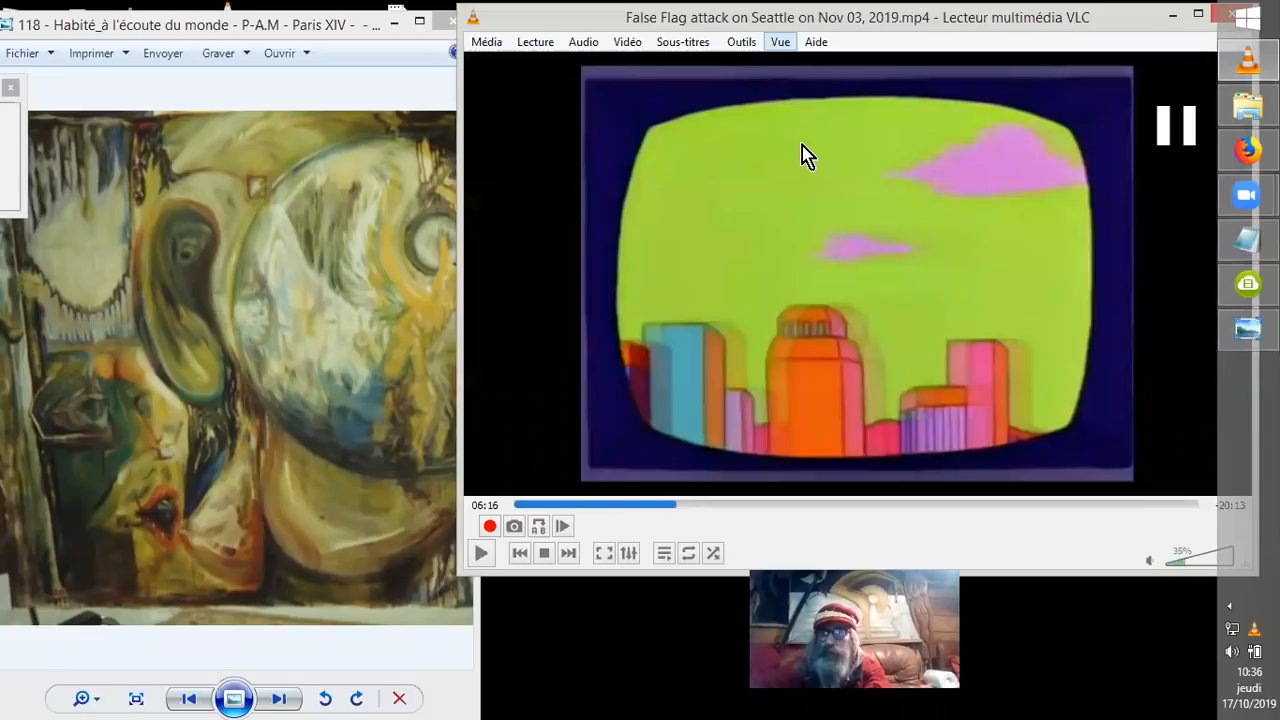 118 - Habité_à l'écoute du monde - P-A-M - Paris XIV - ...
Fichier Imprimer Envoyer Graver Ouvrir
False Flag attack on Seattle on Nov 03, 2019.mp4 - Lecteur multimédia VLC
Média Lecture Audio Vidéo Sous-titres Outils Vue Aide
06:16
-20:13
35%
10:36
jeudi
17/10/2019